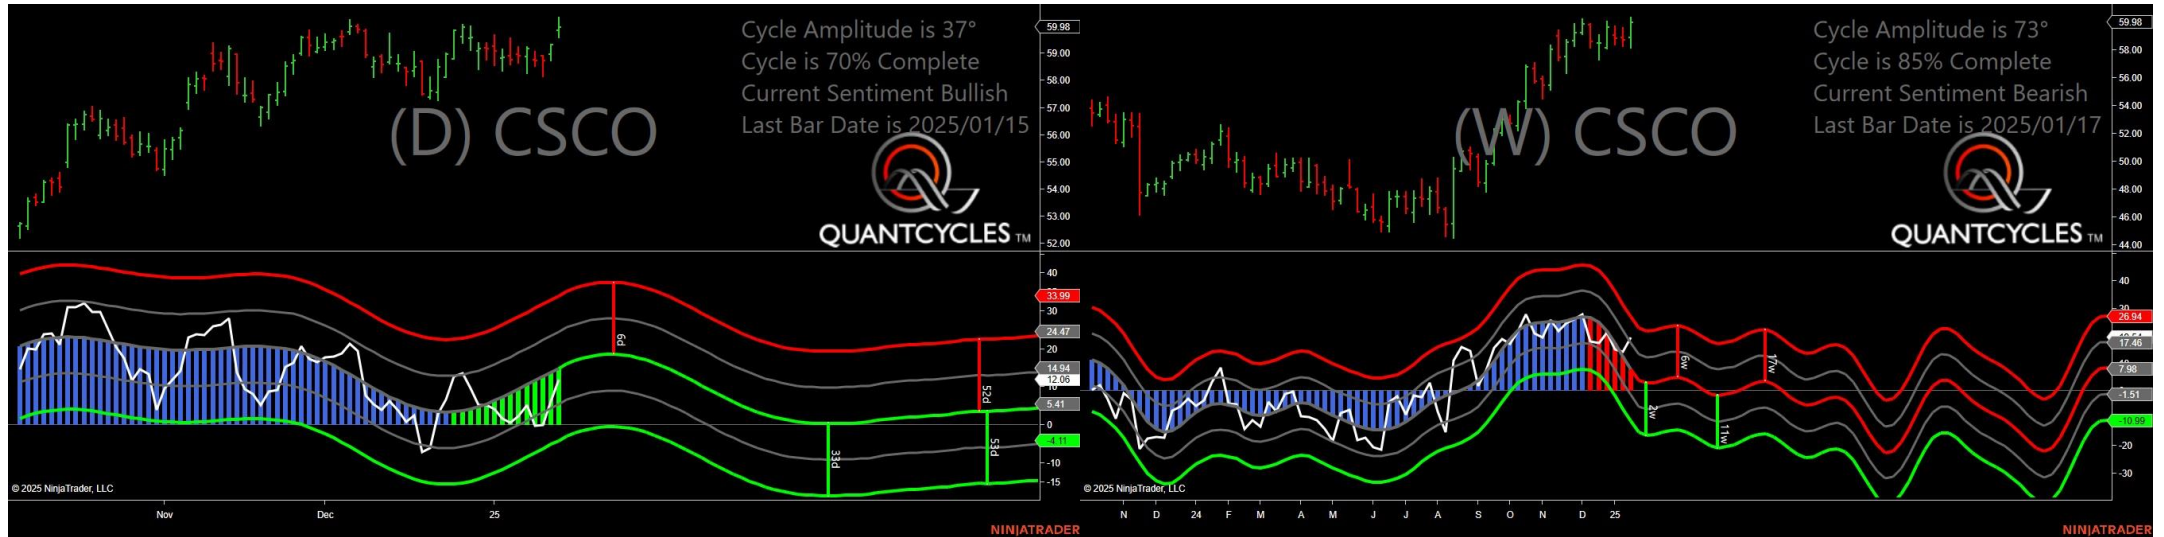 Cycle Amplitude is 37°
Cycle is 70% Complete
Current Sentiment Bullish
Last Bar Date is 2025/01/15
(D) CSCO
QUANTCYCLES TM
59.98
59.00
58.00
57.00
56.00
55.00
54.00
53.00
52.00
40
33.99
30
24.47
20
14.94
12.06
10
5.41
0
-4.11
-10
-15
6d
33d
52d
53d
© 2025 NinjaTrader, LLC
Nov
Dec
25
NINJATRADER
Cycle Amplitude is 73°
Cycle is 85% Complete
Current Sentiment Bearish
Last Bar Date is 2025/01/17
(W) CSCO
QUANTCYCLES TM
59.98
58.00
56.00
54.00
52.00
50.00
48.00
46.00
44.00
40
30
26.94
17.46
7.98
-1.51
-10.99
-20
-30
2w
6w
11w
17w
© 2025 NinjaTrader, LLC
N D 24 F M A M J J A S O N D 25
NINJATRADER